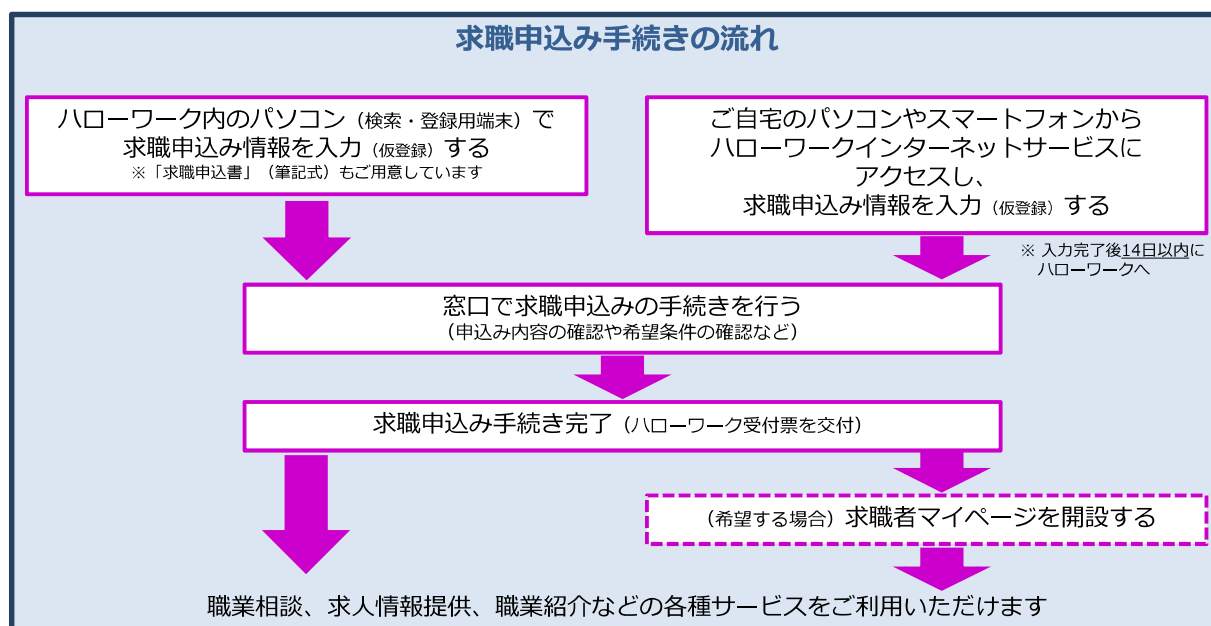 求職申込み手続きの流れ
ハローワーク内のパソコン（検索・登録用端末）で
求職申込み情報を入力（仮登録）する
※「求職申込書」（筆記式）もご用意しています
ご自宅のパソコンやスマートフォンから
ハローワークインターネットサービスに
アクセスし、
求職申込み情報を入力（仮登録）する
※ 入力完了後14日以内に
ハローワークへ
窓口で求職申込みの手続きを行う
（申込み内容の確認や希望条件の確認など）
求職申込み手続き完了（ハローワーク受付票を交付）
（希望する場合）求職者マイページを開設する
職業相談、求人情報提供、職業紹介などの各種サービスをご利用いただけます